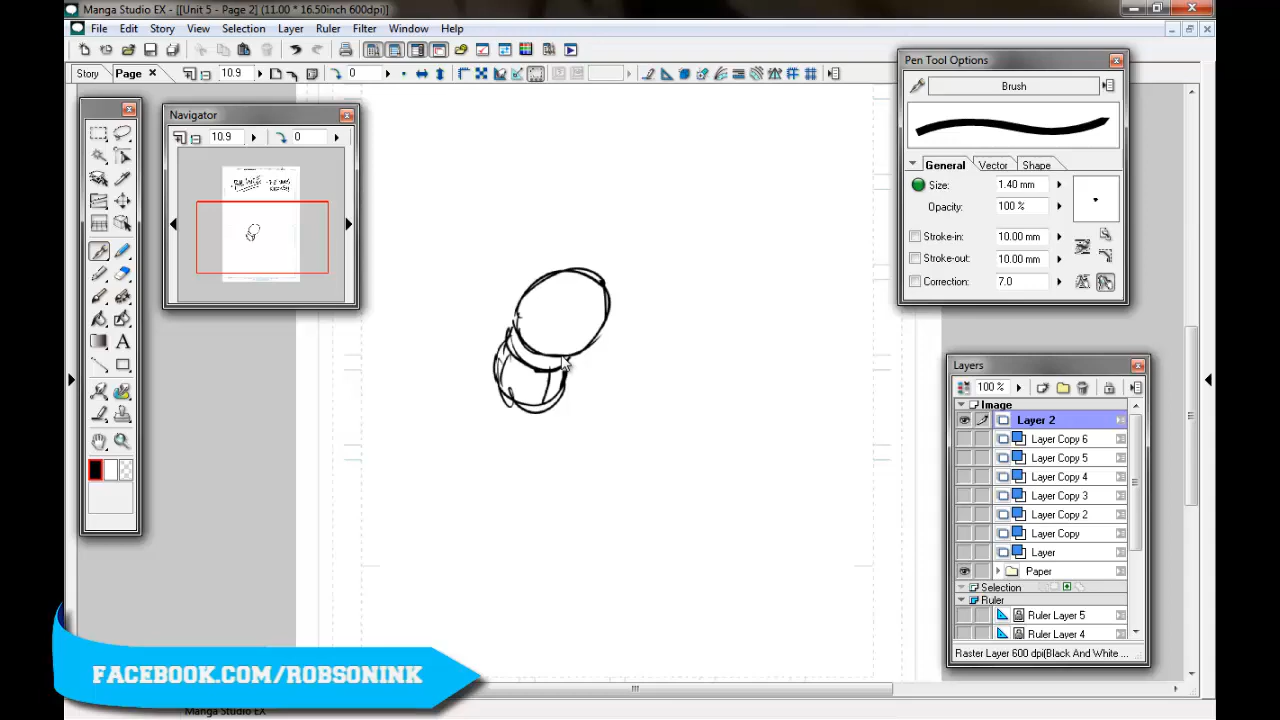 Manga Studio EX - [[Unit 5 - Page 2] (11.00 * 16.50inch 600dpi)]
File Edit Story View Selection Layer Ruler Filter Window Help
Story Page 10.9 0
Navigator
10.9 0
Pen Tool Options
Brush
General Vector Shape
Size: 1.40 mm
Opacity: 100 %
Stroke-in: 10.00 mm
Stroke-out: 10.00 mm
Correction: 7.0
Layers
100 %
Image
Layer 2
Layer Copy 6
Layer Copy 5
Layer Copy 4
Layer Copy 3
Layer Copy 2
Layer Copy
Layer
Paper
Selection
Ruler
Ruler Layer 5
Ruler Layer 4
Raster Layer 600 dpi(Black And White ...
FACEBOOK.COM/ROBSONINK
Manga Studio EX